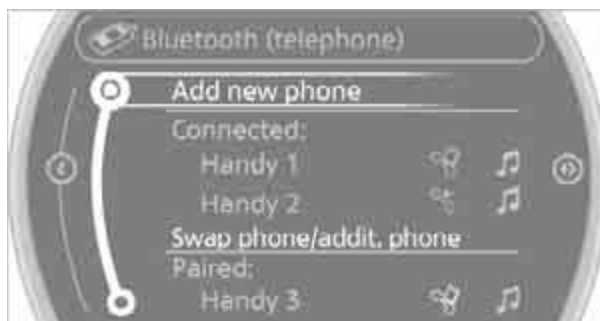 Bluetooth (telephone)
Add new phone
Connected:
Handy 1
Handy 2
Swap phone/addit. phone
Paired:
Handy 3